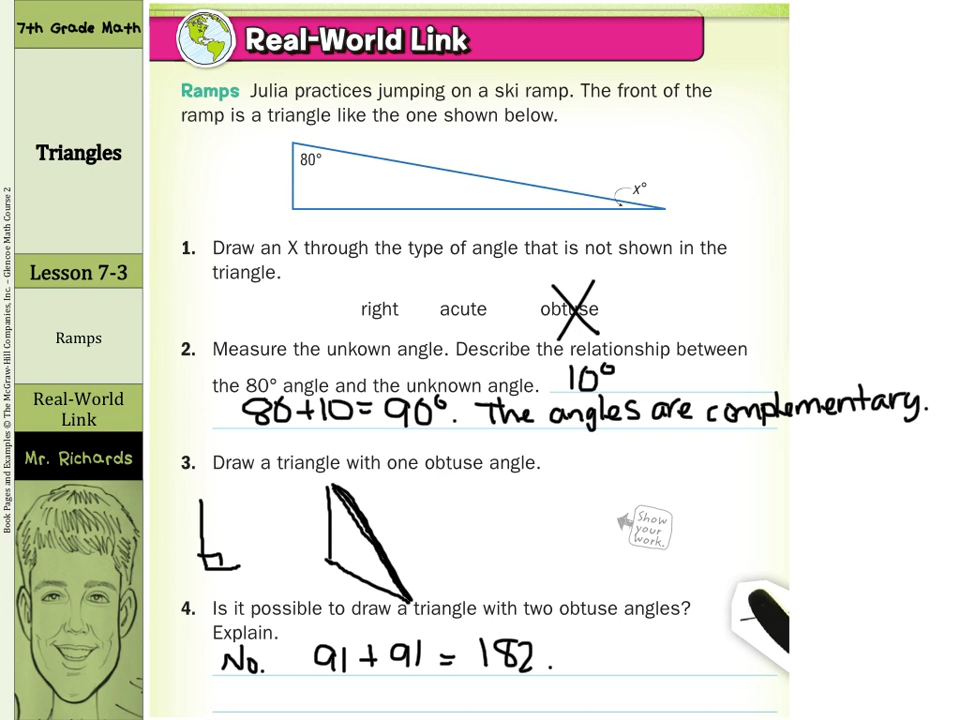 7th Grade Math
Real-World Link
Ramps Julia practices jumping on a ski ramp. The front of the
ramp is a triangle like the one shown below.
Triangles
80°
x°
Book Pages and Examples © The McGraw-Hill Companies, Inc. – Glencoe Math Course 2
1. Draw an X through the type of angle that is not shown in the
triangle.
Lesson 7-3
right acute obtuse
Ramps
2. Measure the unkown angle. Describe the relationship between
the 80° angle and the unknown angle. 10°
80+10=90°. The angles are complementary.
Real-World
Link
Mr. Richards
3. Draw a triangle with one obtuse angle.
Show
your
work.
4. Is it possible to draw a triangle with two obtuse angles?
Explain.
No. 91 + 91 = 182.